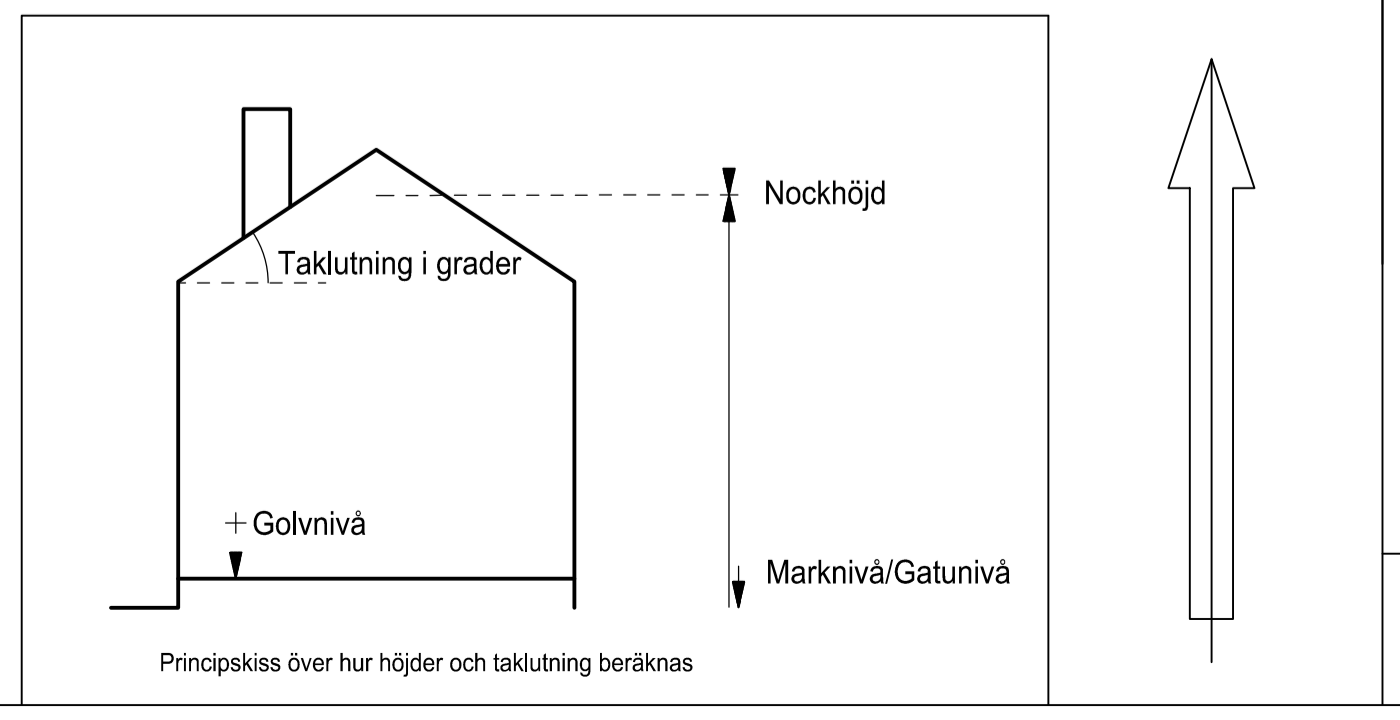 Nockhöjd
Taklutning i grader
+ Golvnivå
Marknivå/Gatunivå
Principskiss över hur höjder och taklutning beräknas